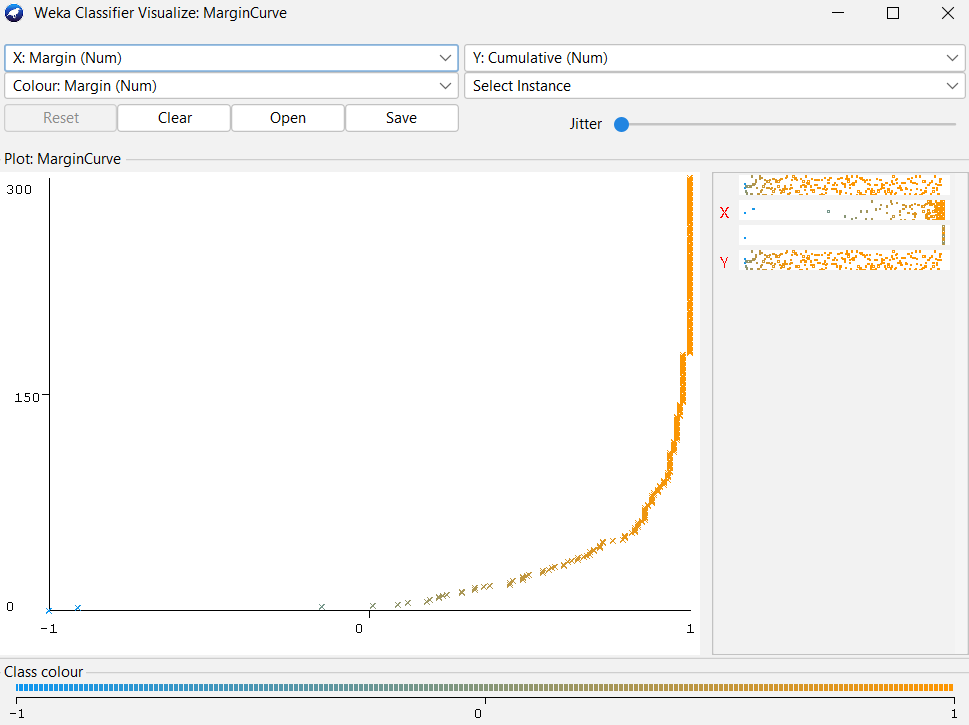 Weka Classifier Visualize: MarginCurve
X: Margin (Num) Y: Cumulative (Num)
Colour: Margin (Num) Select Instance
Reset Clear Open Save Jitter
Plot: MarginCurve
300
X
Y
150
0
-1 0 1
Class colour
-1 0 1